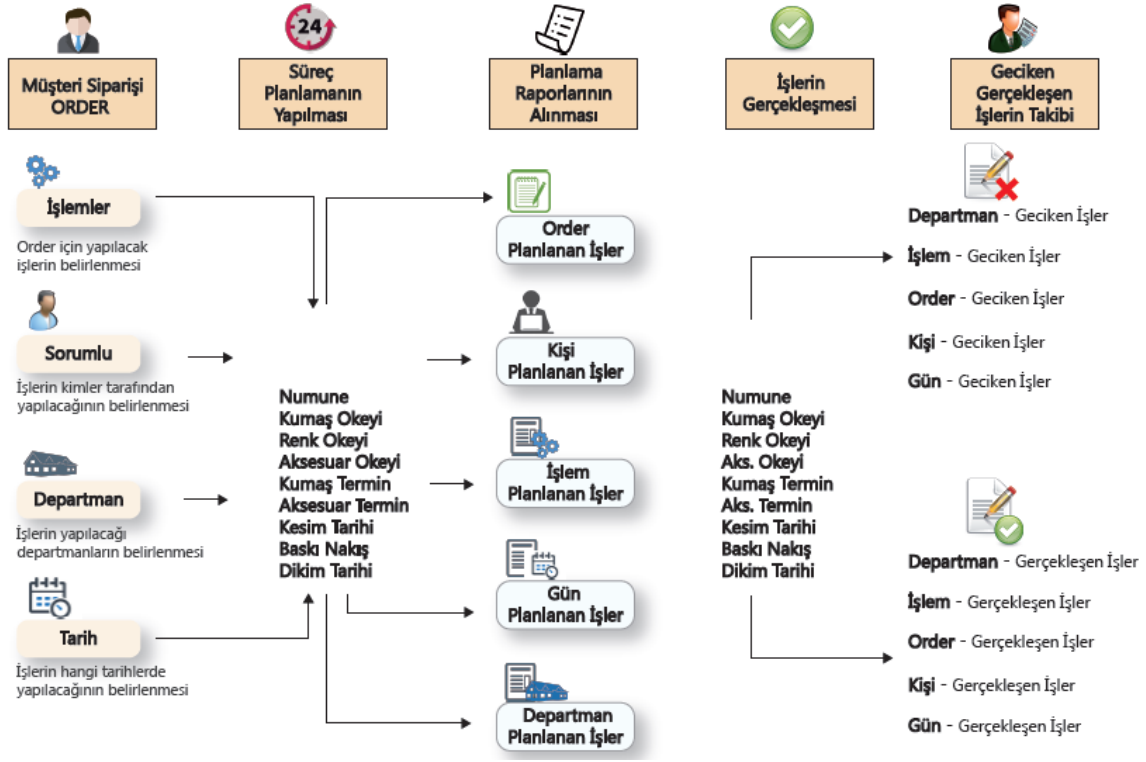 24
Müşteri Siparişi
ORDER
Süreç
Planlamanın
Yapılması
Planlama
Raporlarının
Alınması
İşlerin
Gerçekleşmesi
Geciken
Gerçekleşen
İşlerin Takibi
İşlemler
Order için yapılacak
işlerin belirlenmesi
Sorumlu
İşlerin kimler tarafından
yapılacağının belirlenmesi
Departman
İşlerin yapılacağı
departmanların belirlenmesi
Tarih
İşlerin hangi tarihlerde
yapılacağının belirlenmesi
Numune
Kumaş Okeyi
Renk Okeyi
Aksesuar Okeyi
Kumaş Termin
Aksesuar Termin
Kesim Tarihi
Baskı Nakış
Dikim Tarihi
Order
Planlanan İşler
Kişi
Planlanan İşler
İşlem
Planlanan İşler
Gün
Planlanan İşler
Departman
Planlanan İşler
Numune
Kumaş Okeyi
Renk Okeyi
Aks. Okeyi
Kumaş Termin
Aks. Termin
Kesim Tarihi
Baskı Nakış
Dikim Tarihi
Departman - Geciken İşler
İşlem - Geciken İşler
Order - Geciken İşler
Kişi - Geciken İşler
Gün - Geciken İşler
Departman - Gerçekleşen İşler
İşlem - Gerçekleşen İşler
Order - Gerçekleşen İşler
Kişi - Gerçekleşen İşler
Gün - Gerçekleşen İşler